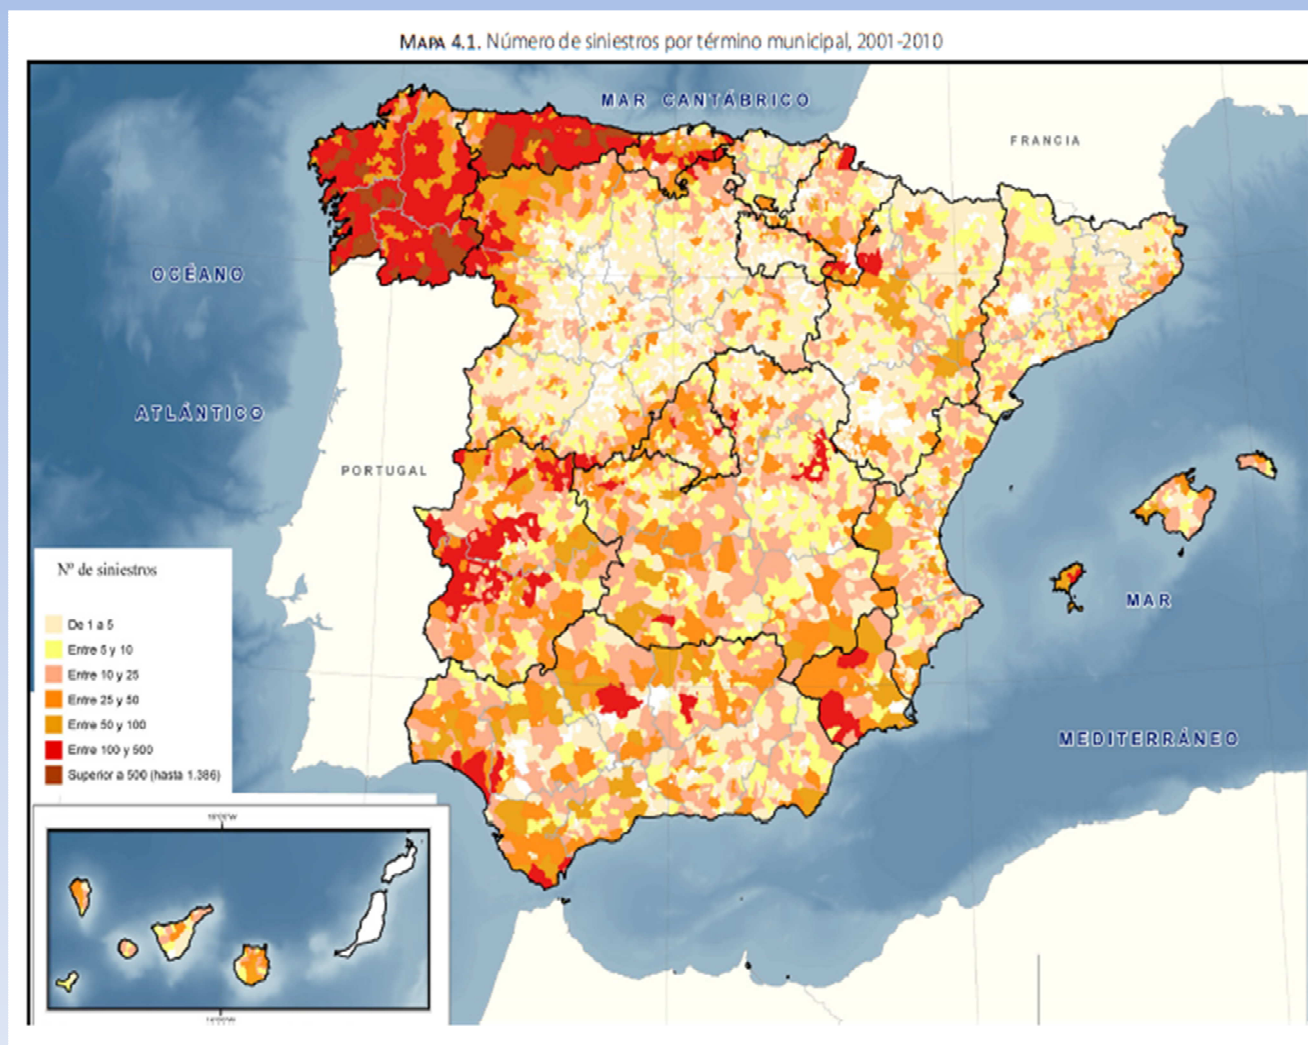 MAPA 4.1. Número de siniestros por término municipal, 2001-2010
MAR CANTÁBRICO
FRANCIA
OCÉANO
ATLÁNTICO
PORTUGAL
MAR
MEDITERRÁNEO
Nº de siniestros
De 1 a 5
Entre 5 y 10
Entre 10 y 25
Entre 25 y 50
Entre 50 y 100
Entre 100 y 500
Superior a 500 (hasta 1.386)